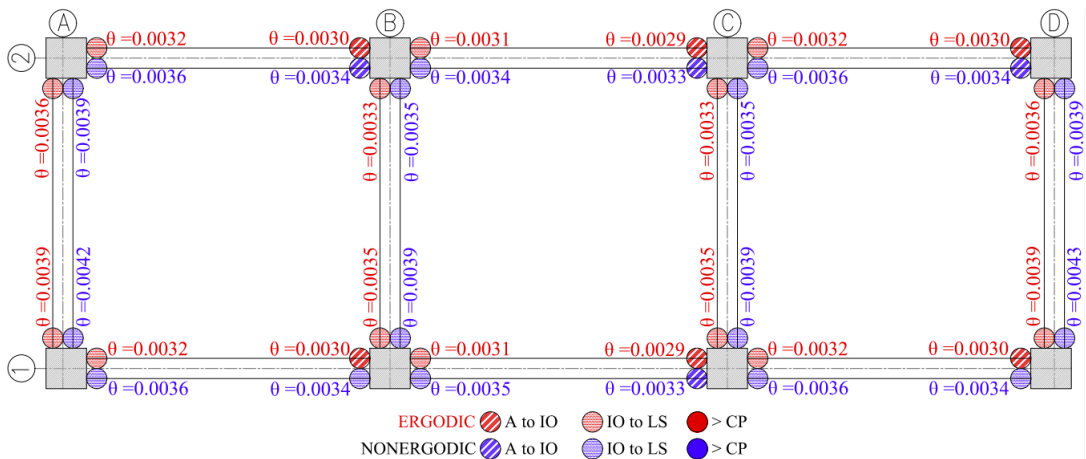 A B C D
2
θ =0.0032 θ =0.0030 θ =0.0031 θ =0.0029 θ =0.0032 θ =0.0030
θ =0.0036 θ =0.0034 θ =0.0034 θ =0.0033 θ =0.0036 θ =0.0034
θ =0.0036 θ =0.0039 θ =0.0033 θ =0.0035 θ =0.0033 θ =0.0035 θ =0.0036 θ =0.0039
θ =0.0039 θ =0.0042 θ =0.0035 θ =0.0039 θ =0.0035 θ =0.0039 θ =0.0039 θ =0.0043
1
θ =0.0032 θ =0.0030 θ =0.0031 θ =0.0029 θ =0.0032 θ =0.0030
θ =0.0036 θ =0.0034 θ =0.0035 θ =0.0033 θ =0.0036 θ =0.0034
ERGODIC A to IO IO to LS > CP
NONERGODIC A to IO IO to LS > CP